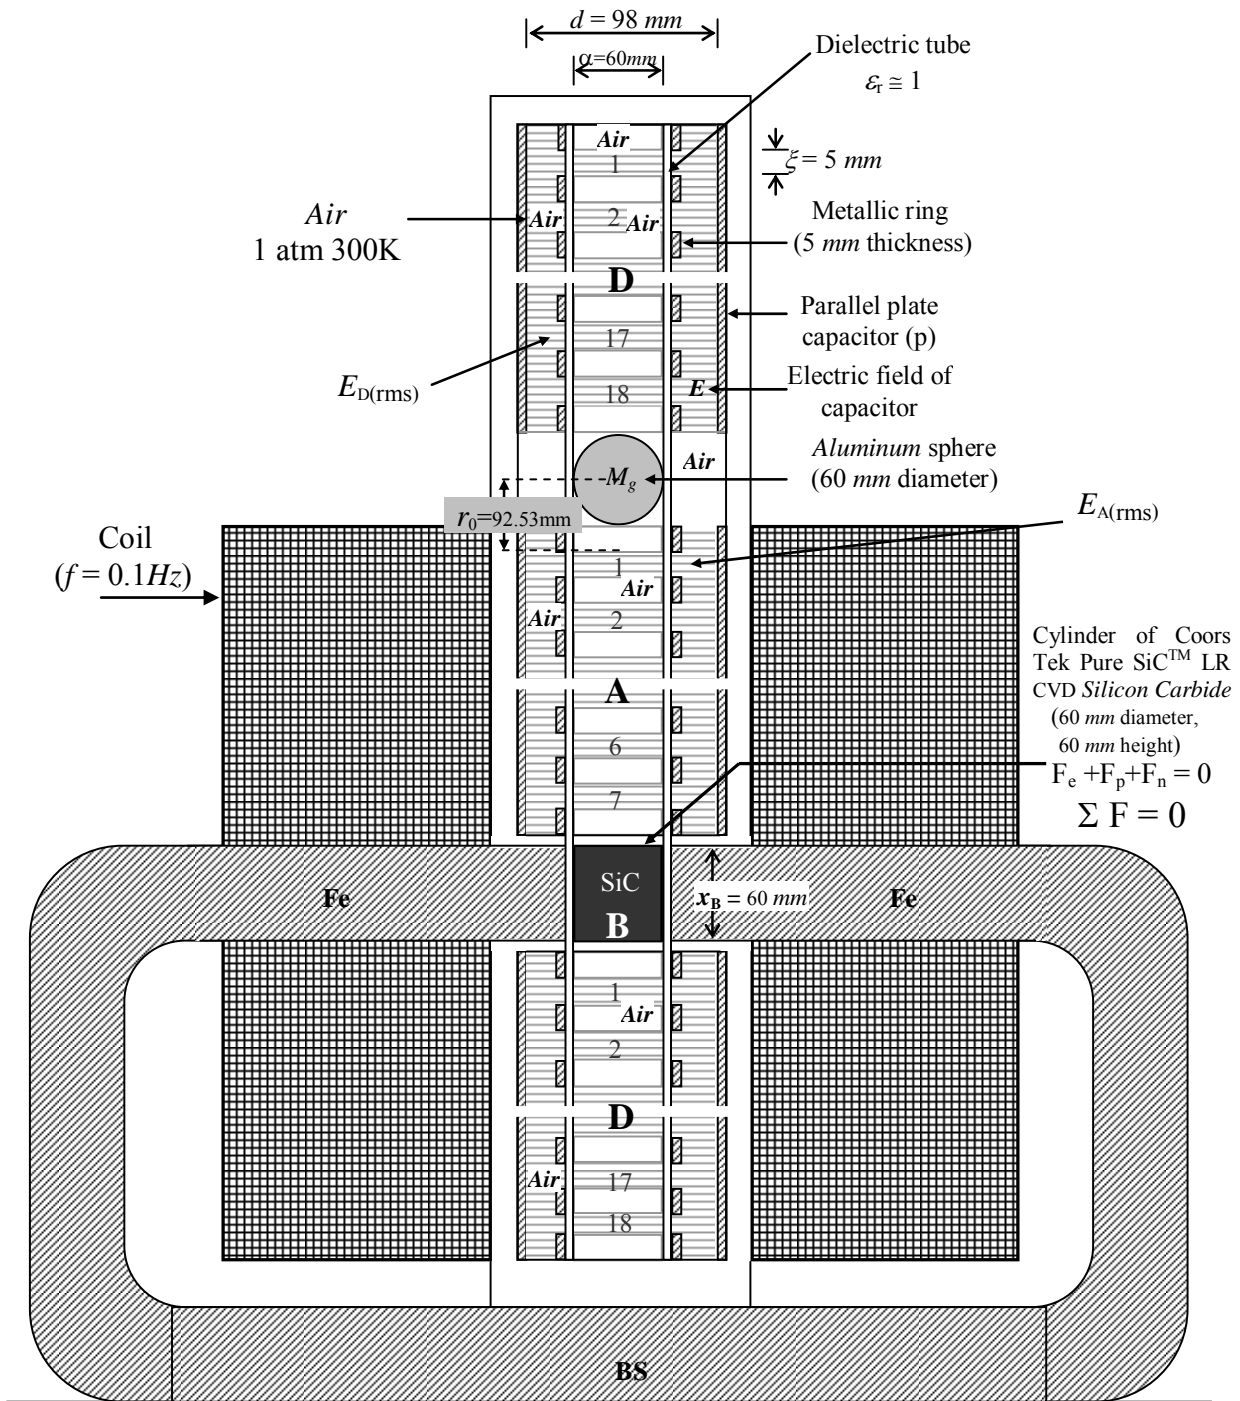 d = 98 mm
α=60mm
Dielectric tube
εr ≅ 1
Air
1
ξ = 5 mm
Air
1 atm 300K
Air
2
Air
Metallic ring
(5 mm thickness)
D
Parallel plate
capacitor (p)
17
ED(rms)
18
E
Electric field of
capacitor
Mg
Air
Aluminum sphere
(60 mm diameter)
r0=92.53mm
EA(rms)
Coil
(f = 0.1Hz)
1
Air
Air
2
Cylinder of Coors
Tek Pure SiC™ LR
CVD Silicon Carbide
(60 mm diameter,
60 mm height)
Fe +Fp+Fn = 0
Σ F = 0
A
6
7
Fe
SiC
B
xB = 60 mm
Fe
1
Air
2
D
Air
17
18
BS